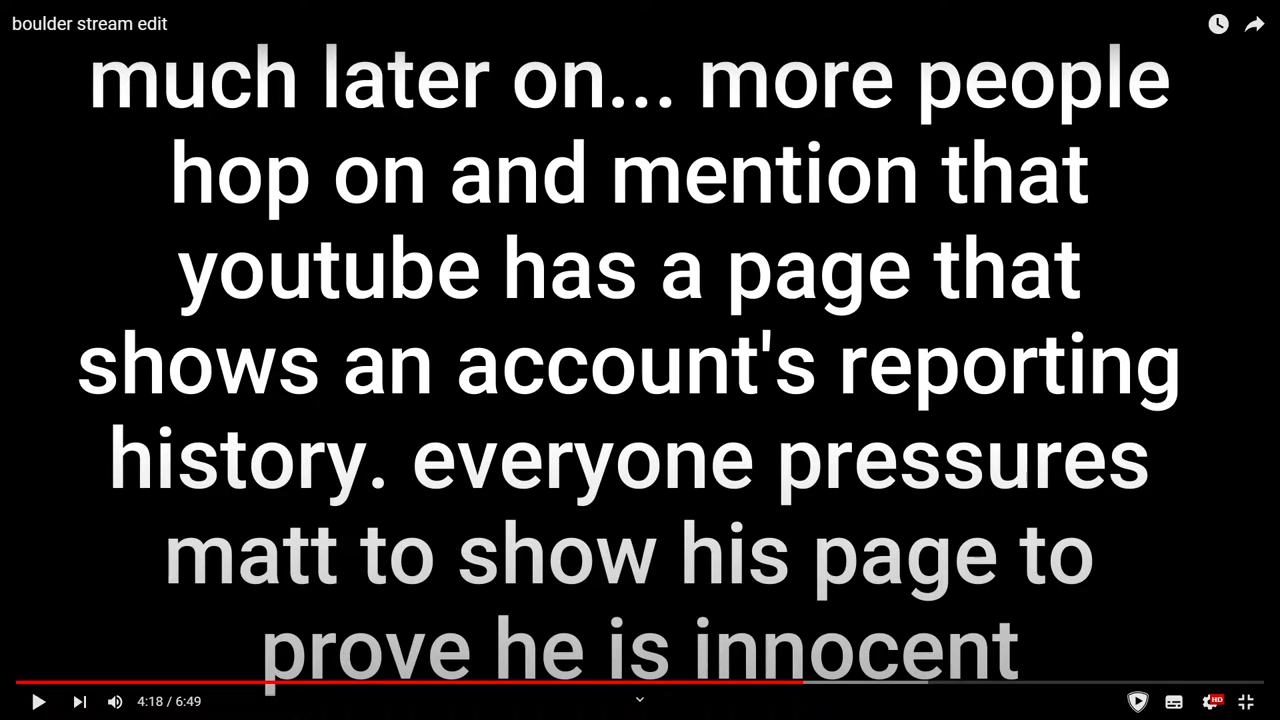 boulder stream edit
much later on... more people
hop on and mention that
youtube has a page that
shows an account's reporting
history. everyone pressures
matt to show his page to
prove he is innocent
4:18 / 6:49
HD